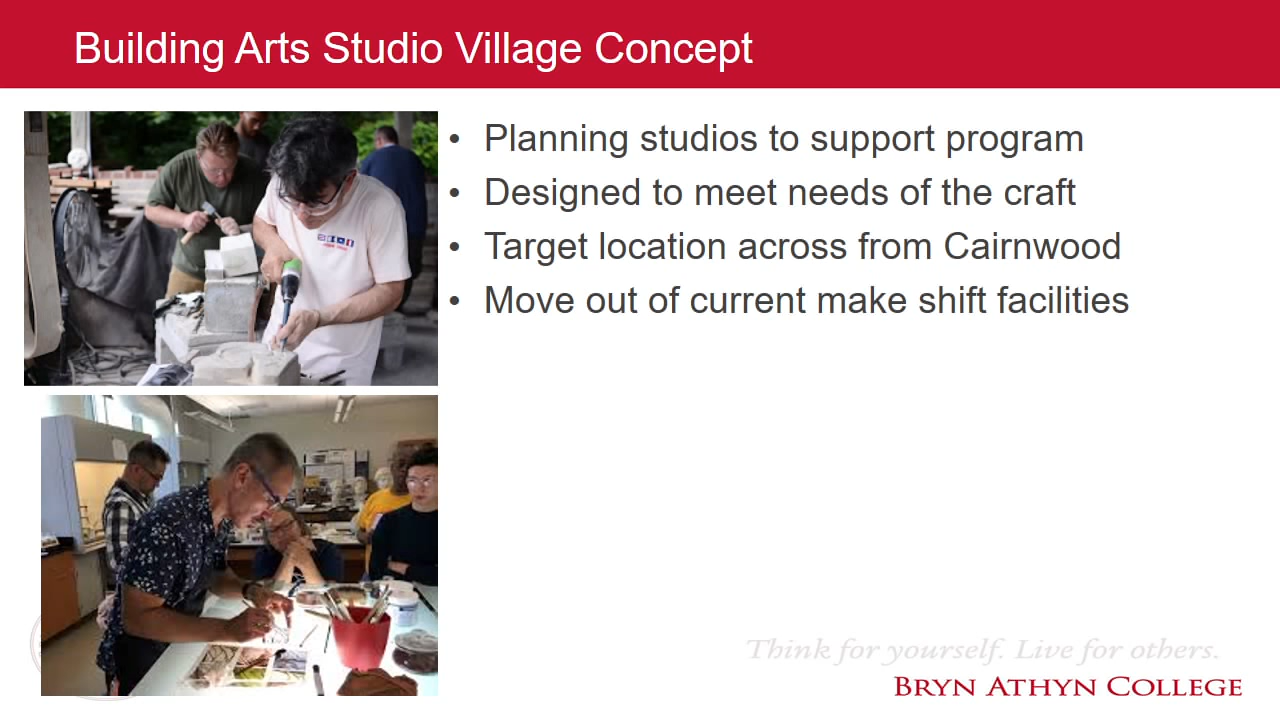 Building Arts Studio Village Concept
• Planning studios to support program
• Designed to meet needs of the craft
• Target location across from Cairnwood
• Move out of current make shift facilities
Think for yourself. Live for others.
BRYN ATHYN COLLEGE